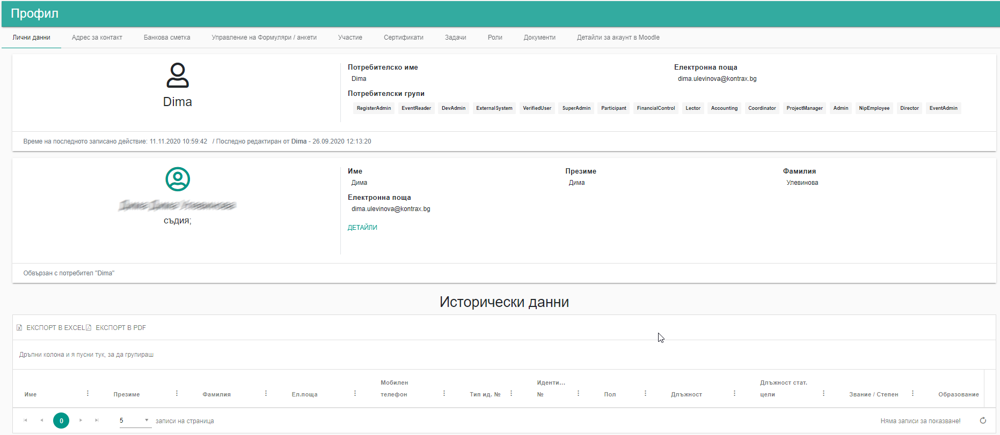 Профил
Лични данни Адрес за контакт Банкова сметка Управление на Формуляри / анкети Участие Сертификати Задачи Роли Документи Детайли за акаунт в Moodle
Dima
Потребителско име
Dima
Електронна поща
dima.ulevinova@kontrax.bg
Потребителски групи
RegisterAdmin EventReader DevAdmin ExternalSystem VerifiedUser SuperAdmin Participant FinancialControl Lector Accounting Coordinator ProjectManager Admin NipEmployee Director EventAdmin
Време на последното записано действие: 11.11.2020 10:59:42 / Последно редактиран от Dima - 26.09.2020 12:13:20
съдия;
Име
Дима
Презиме
Дима
Фамилия
Улевинова
Електронна поща
dima.ulevinova@kontrax.bg
ДЕТАЙЛИ
Обвързан с потребител "Dima"
Исторически данни
ЕКСПОРТ В EXCEL ЕКСПОРТ В PDF
Дръпни колона и я пусни тук, за да групираш
Име Презиме Фамилия Ел.поща Мобилен телефон Тип ид. № Иденти... № Пол Длъжност Длъжност стат. цели Звание / Степен Образование
0 5 записи на страница Няма записи за показване!